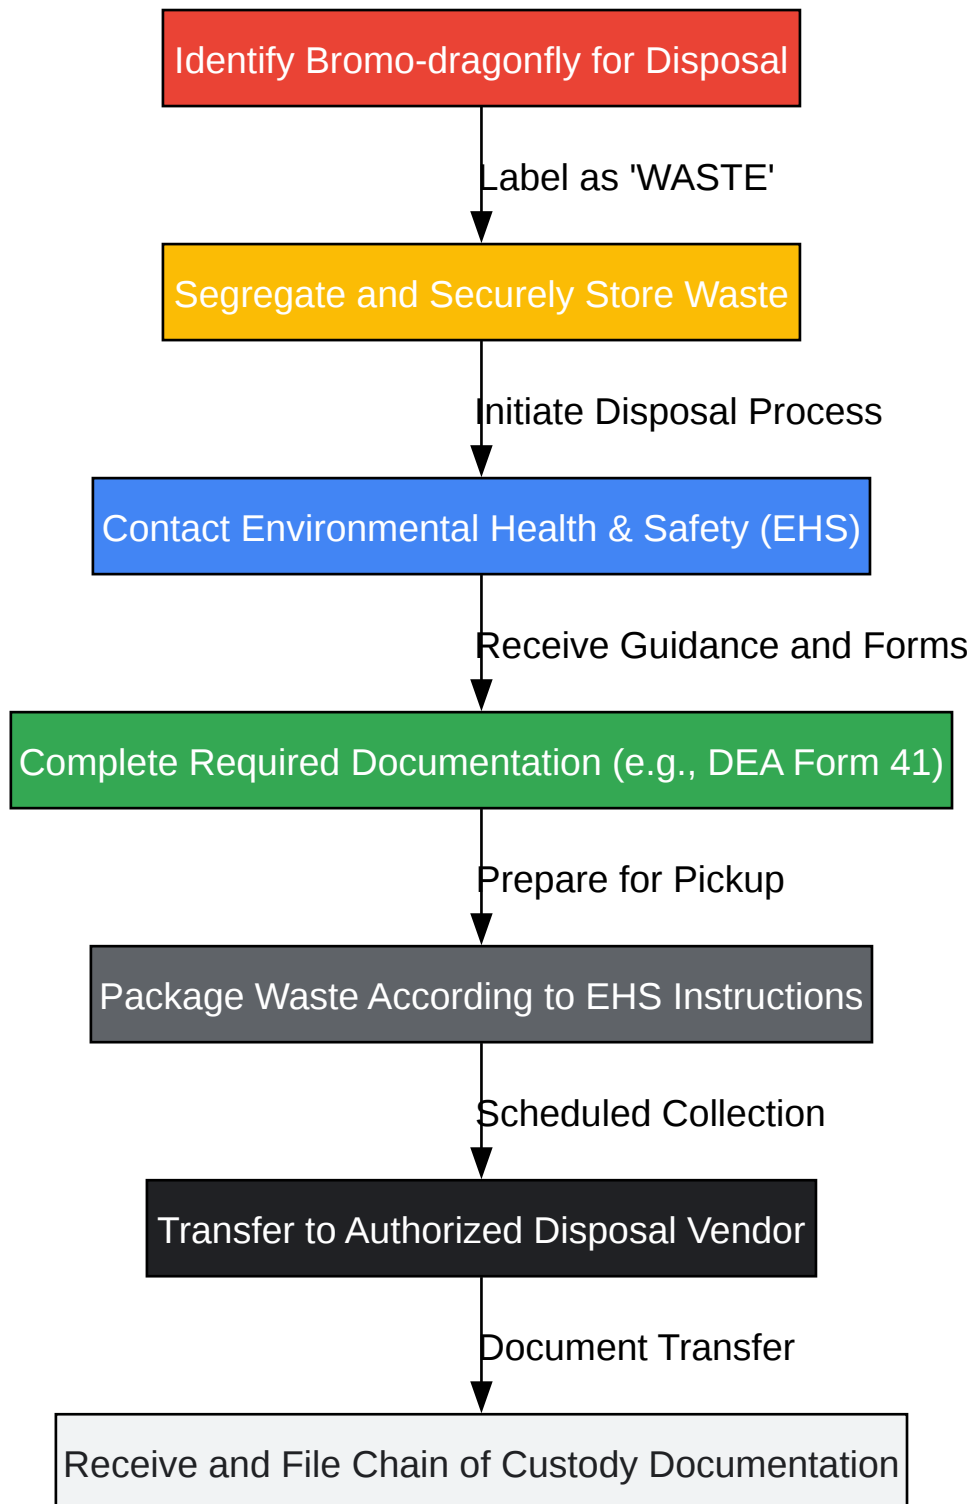 Identify Bromo-dragonfly for Disposal
Label as 'WASTE'
Segregate and Securely Store Waste
Initiate Disposal Process
Contact Environmental Health & Safety (EHS)
Receive Guidance and Forms
Complete Required Documentation (e.g., DEA Form 41)
Prepare for Pickup
Package Waste According to EHS Instructions
Scheduled Collection
Transfer to Authorized Disposal Vendor
Document Transfer
Receive and File Chain of Custody Documentation